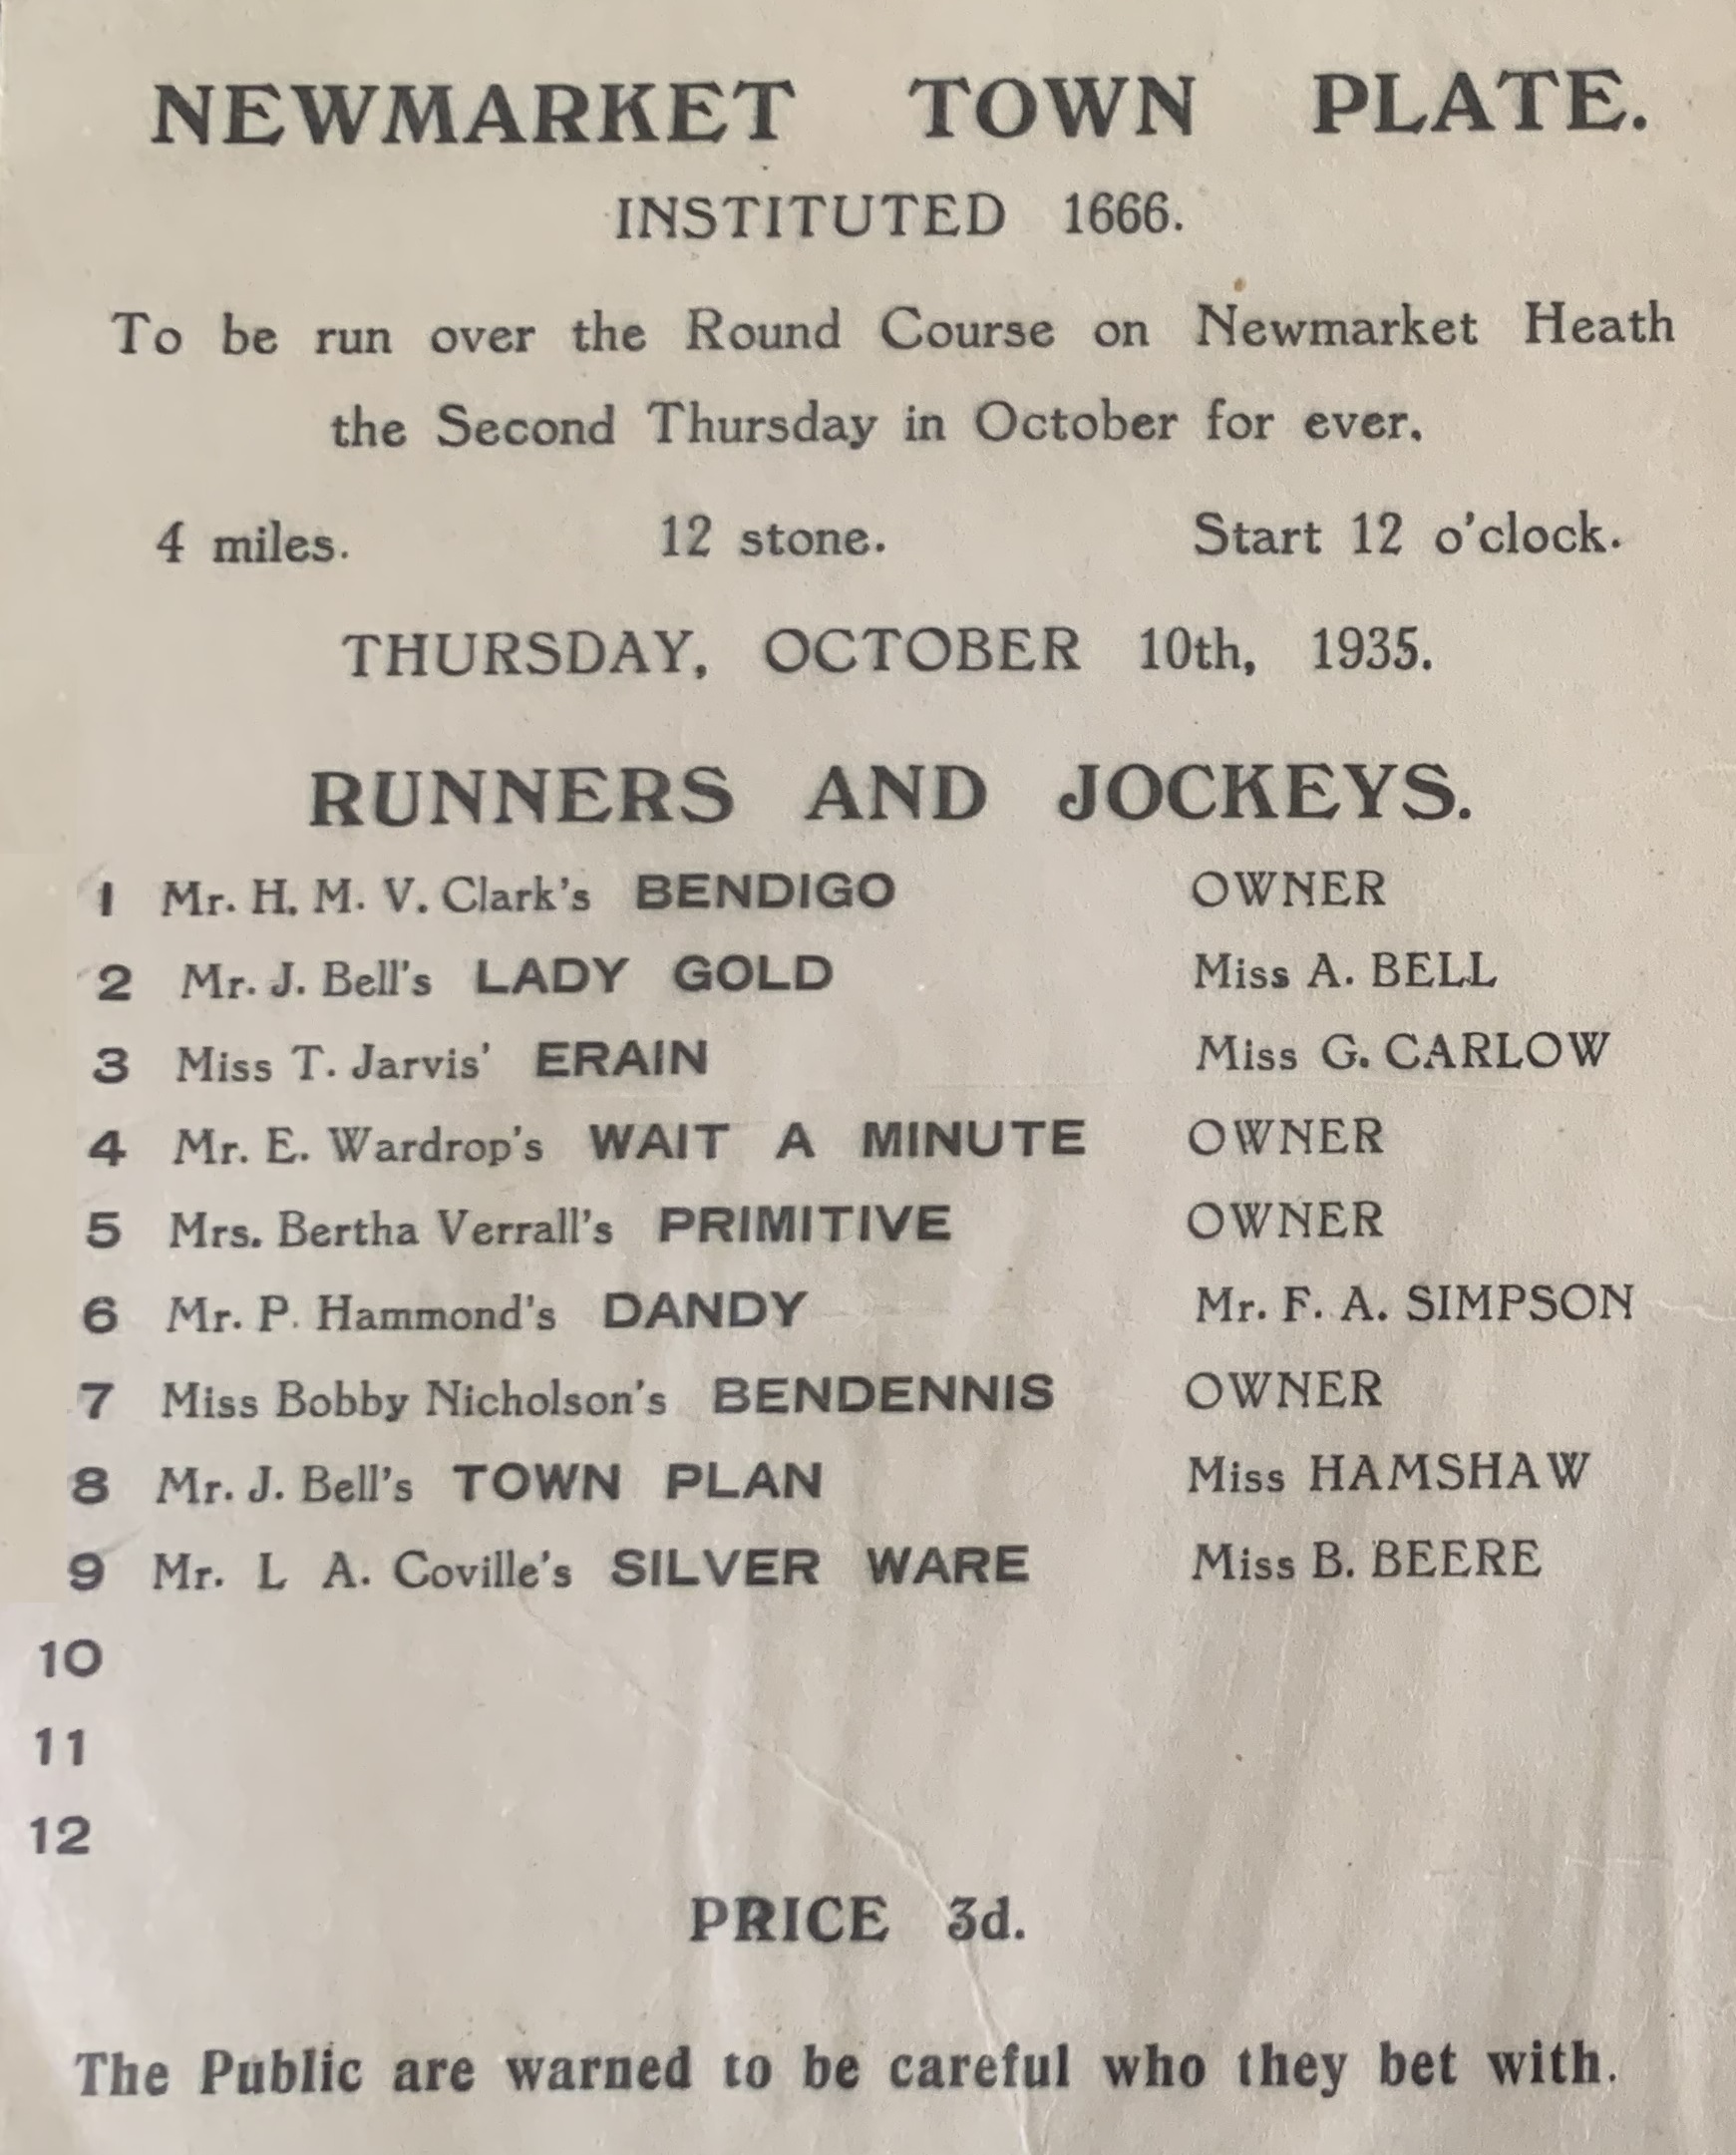 NEWMARKET TOWN PLATE.
INSTITUTED 1666.
To be run over the Round Course on Newmarket Heath
the Second Thursday in October for ever.
4 miles. 12 stone. Start 12 o'clock.
THURSDAY, OCTOBER 10th, 1935.
RUNNERS AND JOCKEYS.
1 Mr. H. M. V. Clark's BENDIGO OWNER
2 Mr. J. Bell's LADY GOLD Miss A. BELL
3 Miss T. Jarvis' ERAIN Miss G. CARLOW
4 Mr. E. Wardrop's WAIT A MINUTE OWNER
5 Mrs. Bertha Verrall's PRIMITIVE OWNER
6 Mr. P. Hammond's DANDY Mr. F. A. SIMPSON
7 Miss Bobby Nicholson's BENDENNIS OWNER
8 Mr. J. Bell's TOWN PLAN Miss HAMSHAW
9 Mr. L A. Coville's SILVER WARE Miss B. BEERE
10
11
12
PRICE 3d.
The Public are warned to be careful who they bet with.